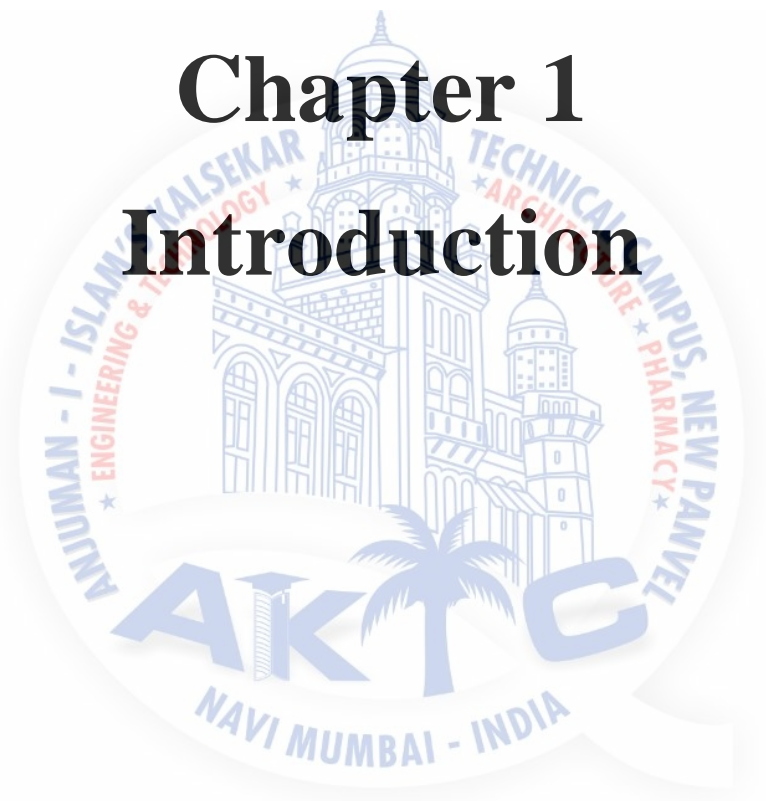 Chapter 1
Introduction
ANJUMAN - I - ISLAM'S KALSEKAR TECHNICAL CAMPUS, NEW PANVEL
★ ENGINEERING & TECHNOLOGY ★ ★ ARCHITECTURE ★ PHARMACY ★
AKTC
NAVI MUMBAI - INDIA